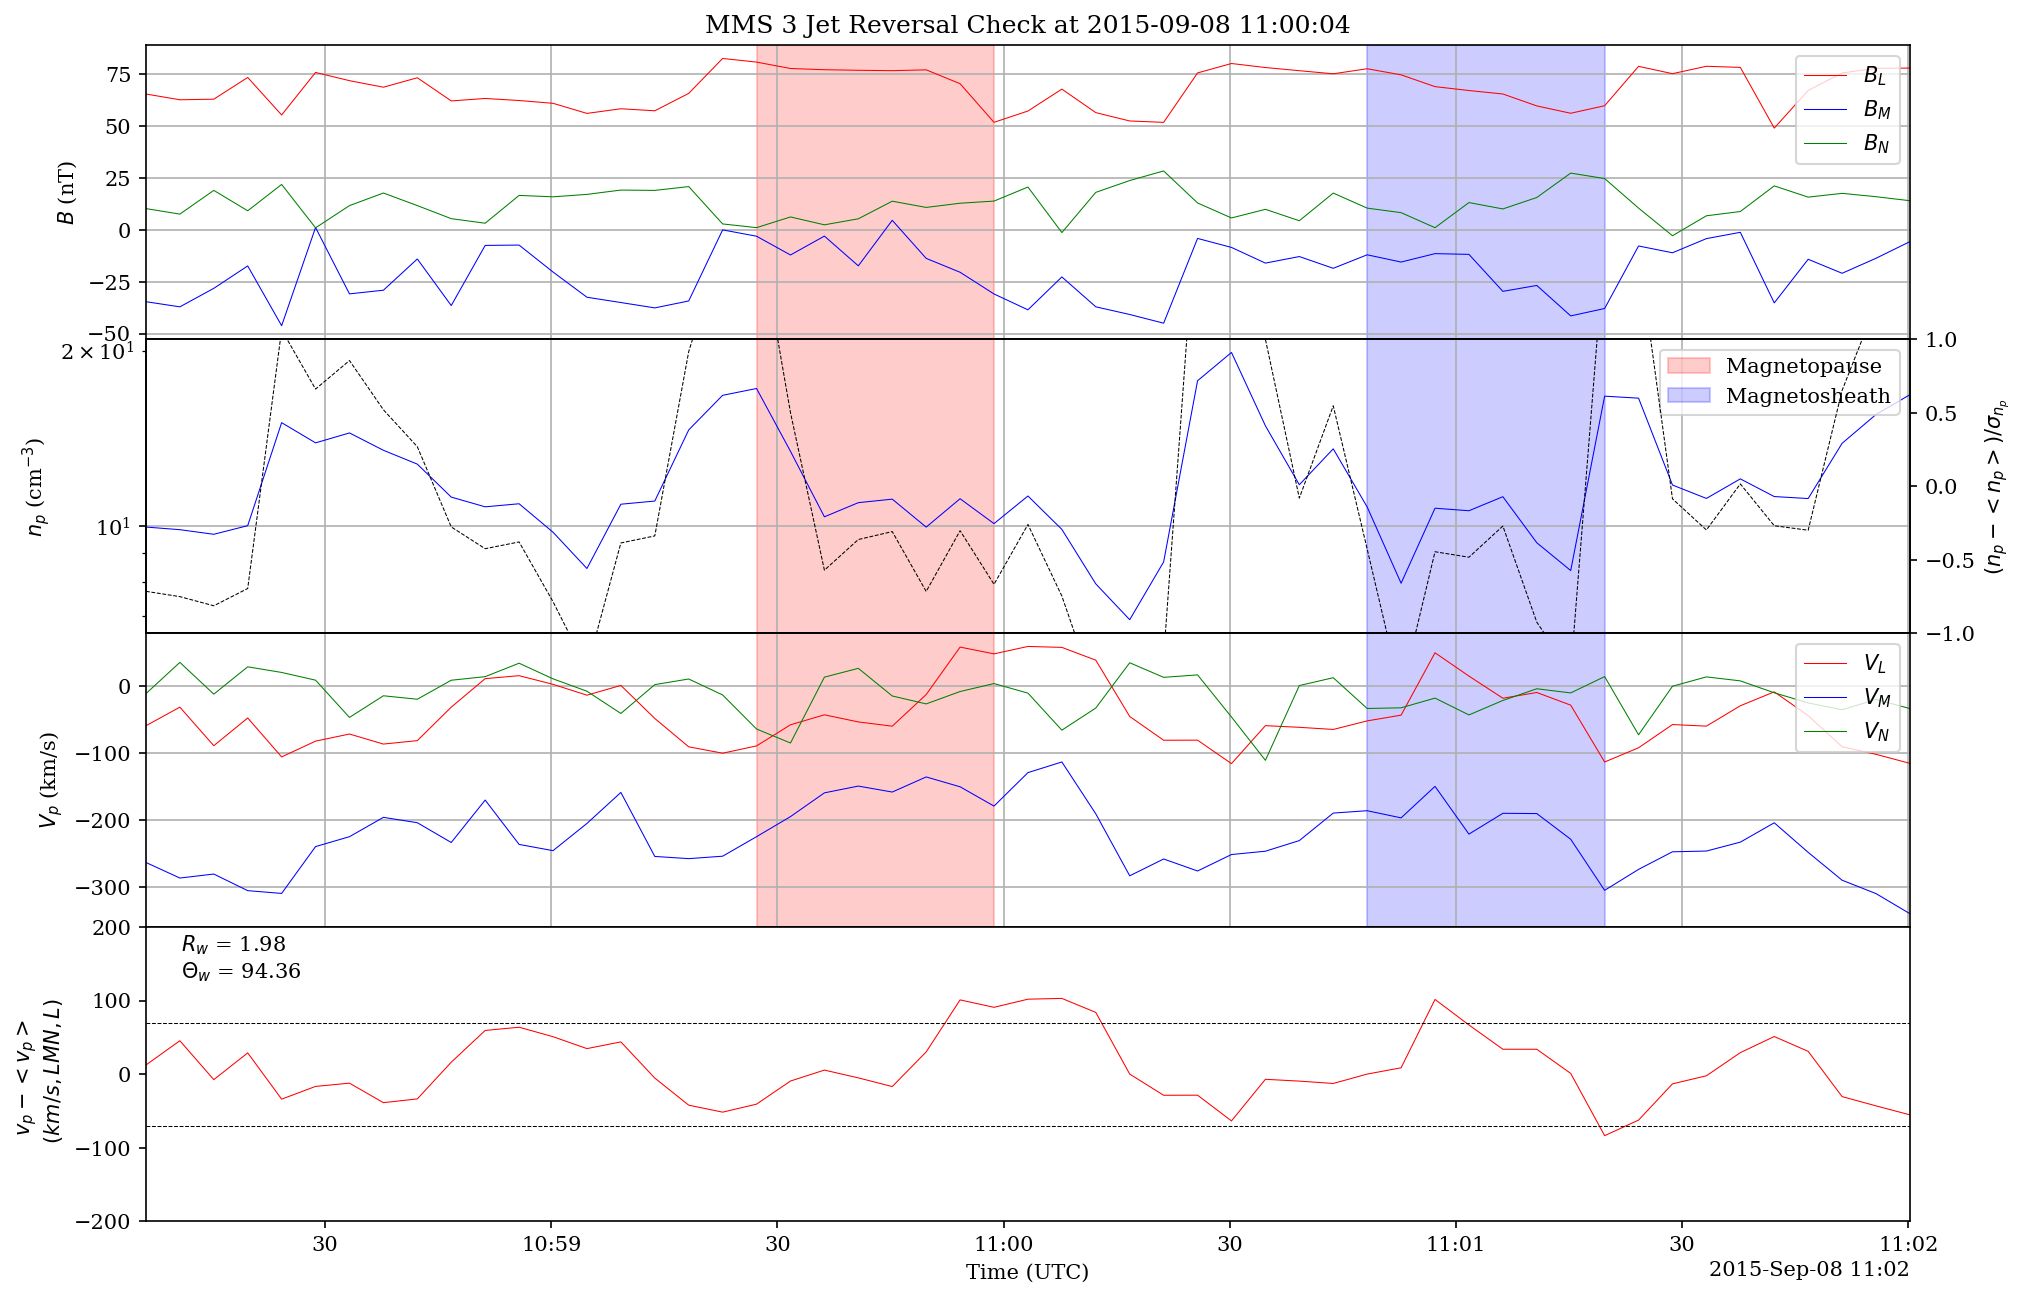 MMS 3 Jet Reversal Check at 2015-09-08 11:00:04
75
50
25
0
−25
−50
B (nT)
B_L
B_M
B_N
2 × 10^1
10^1
n_p (cm^−3)
1.0
0.5
0.0
−0.5
−1.0
(n_p − < n_p >)/σ_{n_p}
Magnetopause
Magnetosheath
0
−100
−200
−300
V_p (km/s)
V_L
V_M
V_N
200
100
0
−100
−200
v_p − < v_p >
(km/s, LMN, L)
R_w = 1.98
Θ_w = 94.36
30 10:59 30 11:00 30 11:01 30 11:02
Time (UTC)
2015-Sep-08 11:02